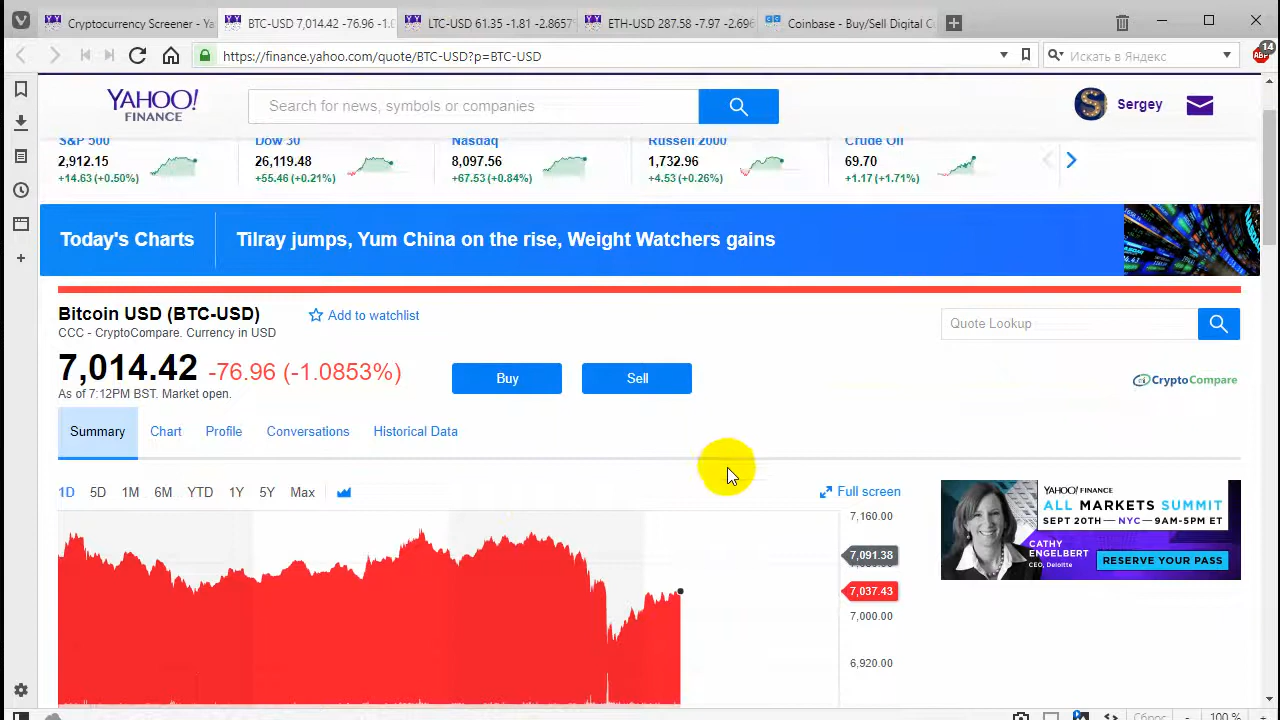 Cryptocurrency Screener - Ya
BTC-USD 7,014.42 -76.96 -1.0
LTC-USD 61.35 -1.81 -2.8657
ETH-USD 287.58 -7.97 -2.696
Coinbase - Buy/Sell Digital C
https://finance.yahoo.com/quote/BTC-USD?p=BTC-USD
Искать в Яндекс
14
ABP
YAHOO!
FINANCE
Search for news, symbols or companies
Sergey
S&P 500
Dow 30
Nasdaq
Russell 2000
Crude Oil
2,912.15
26,119.48
8,097.56
1,732.96
69.70
+14.63 (+0.50%)
+55.46 (+0.21%)
+67.53 (+0.84%)
+4.53 (+0.26%)
+1.17 (+1.71%)
Today's Charts
Tilray jumps, Yum China on the rise, Weight Watchers gains
Bitcoin USD (BTC-USD)
Add to watchlist
CCC - CryptoCompare. Currency in USD
Quote Lookup
7,014.42 -76.96 (-1.0853%)
As of 7:12PM BST. Market open.
Buy
Sell
CryptoCompare
Summary
Chart
Profile
Conversations
Historical Data
1D 5D 1M 6M YTD 1Y 5Y Max
Full screen
7,160.00
7,091.38
7,037.43
7,000.00
6,920.00
YAHOO! FINANCE
ALL MARKETS SUMMIT
SEPT 20TH — NYC — 9AM-5PM ET
CATHY
ENGELBERT
CEO, Deloitte
RESERVE YOUR PASS
Сброс
100 %